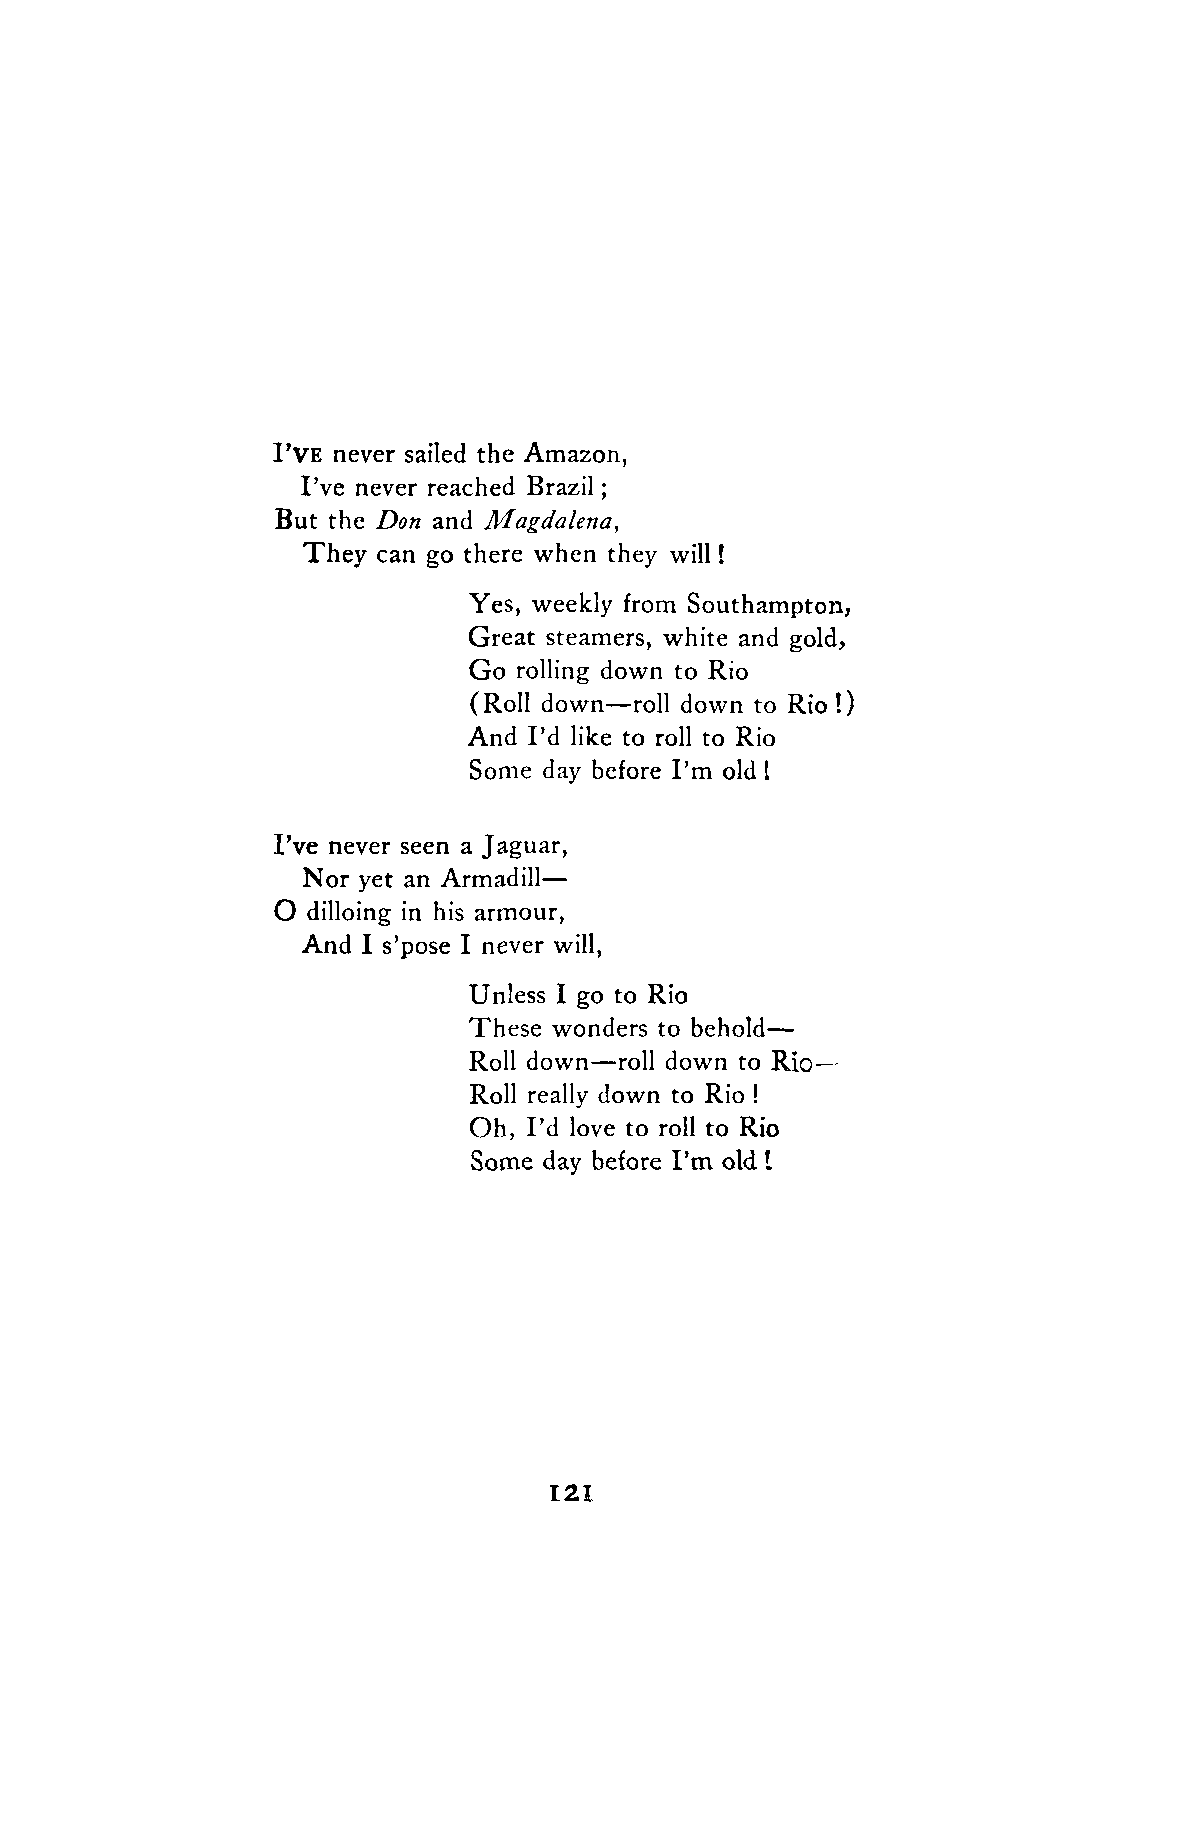 I'VE never sailed the Amazon,
I've never reached Brazil;
But the Don and Magdalena,
They can go there when they will!
Yes, weekly from Southampton,
Great steamers, white and gold,
Go rolling down to Rio
(Roll down—roll down to Rio!)
And I'd like to roll to Rio
Some day before I'm old!
I've never seen a Jaguar,
Nor yet an Armadill—
O dilloing in his armour,
And I s'pose I never will,
Unless I go to Rio
These wonders to behold—
Roll down—roll down to Rio—
Roll really down to Rio!
Oh, I'd love to roll to Rio
Some day before I'm old!
121